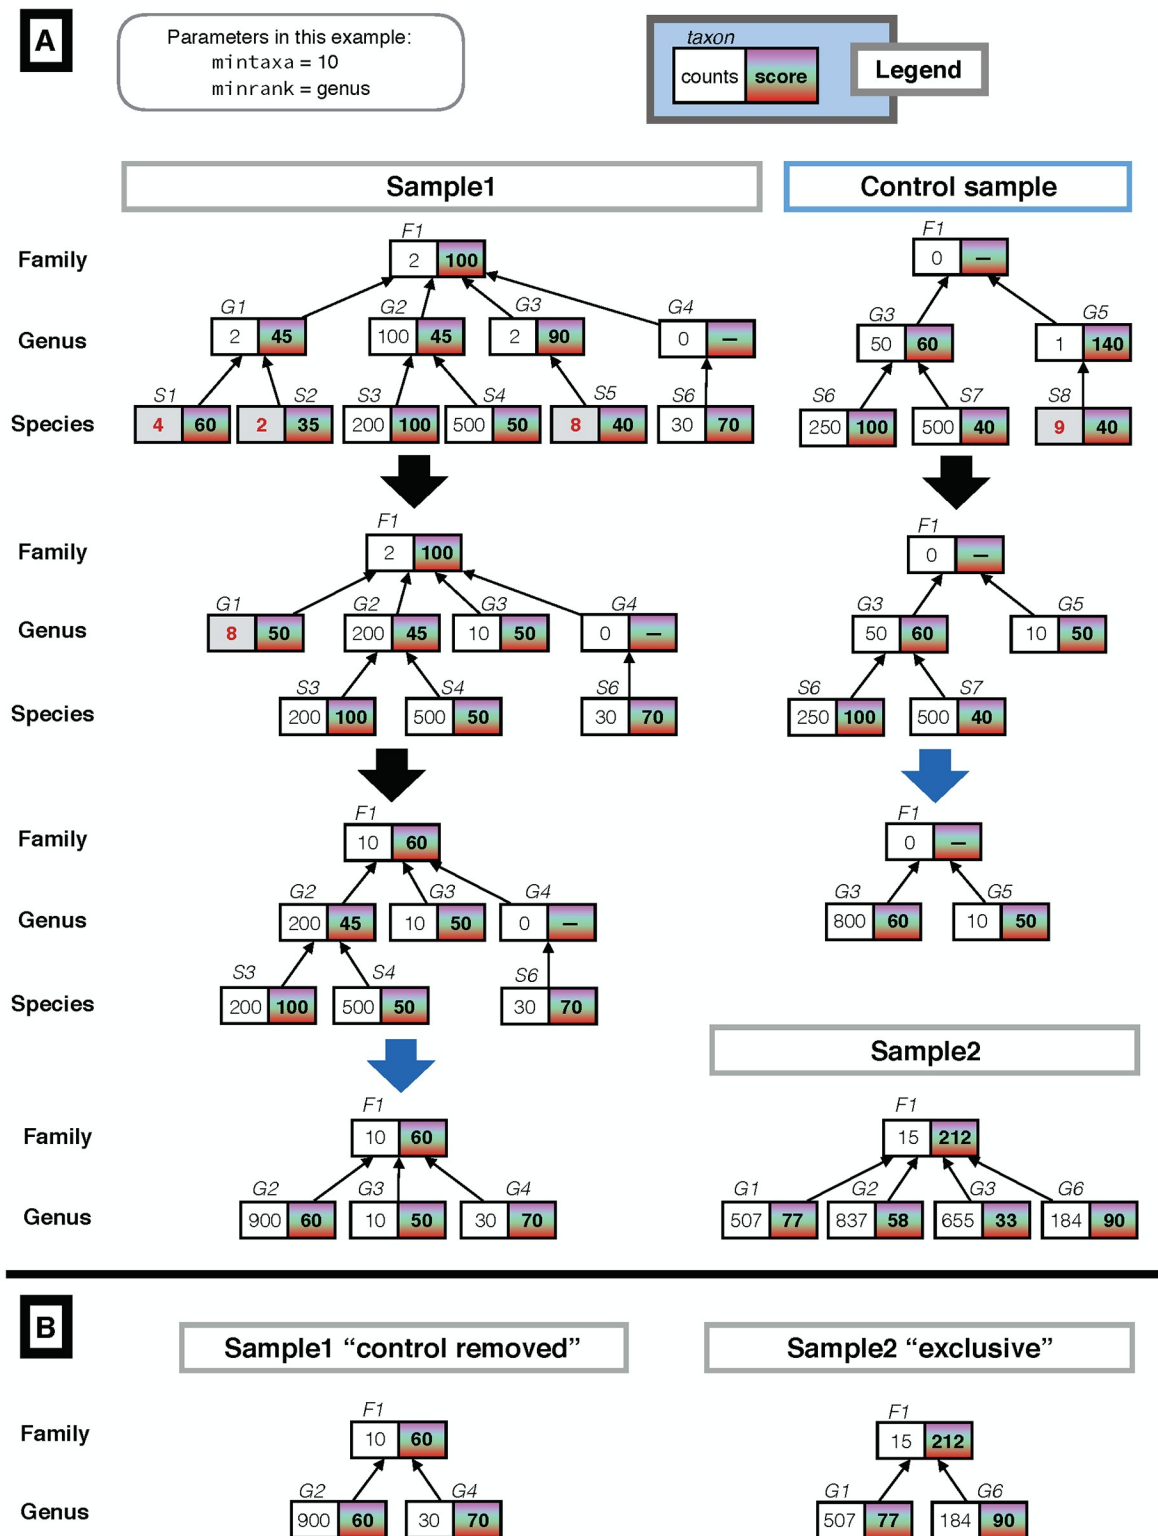 A
Parameters in this example:
mintaxa = 10
minrank = genus
taxon
counts score
Legend
Sample1
Control sample
F1 F1
Family 2 100 0 –
G1 G2 G3 G4 G3 G5
Genus 2 45 100 45 2 90 0 – 50 60 1 140
S1 S2 S3 S4 S5 S6 S6 S7 S8
Species 4 60 2 35 200 100 500 50 8 40 30 70 250 100 500 40 9 40
F1 F1
Family 2 100 0 –
G1 G2 G3 G4 G3 G5
Genus 8 50 200 45 10 50 0 – 50 60 10 50
S3 S4 S6 S6 S7
Species 200 100 500 50 30 70 250 100 500 40
F1 F1
Family 10 60 0 –
G2 G3 G4 G3 G5
Genus 200 45 10 50 0 – 800 60 10 50
S3 S4 S6
Species 200 100 500 50 30 70
Sample2
F1 F1
Family 10 60 15 212
G2 G3 G4 G1 G2 G3 G6
Genus 900 60 10 50 30 70 507 77 837 58 655 33 184 90
B
Sample1 “control removed”
Sample2 “exclusive”
F1 F1
Family 10 60 15 212
G2 G4 G1 G6
Genus 900 60 30 70 507 77 184 90